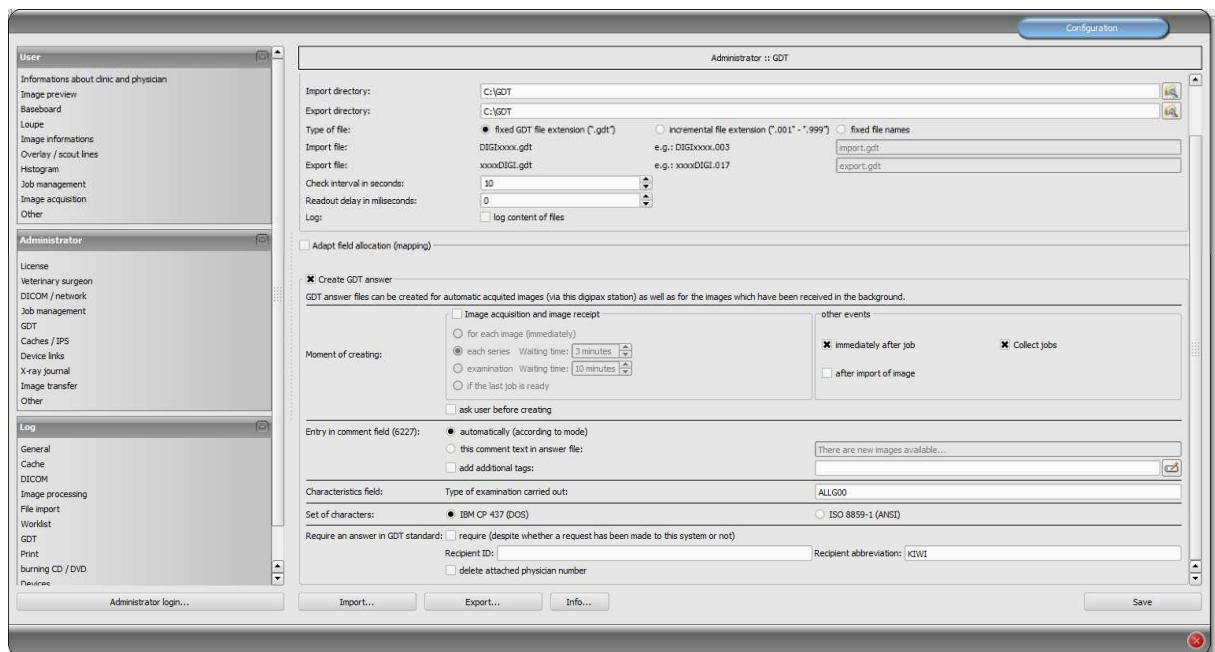 Configuration
User
Informations about clinic and physician
Image preview
Baseboard
Loupe
Image informations
Overlay / scout lines
Histogram
Job management
Image acquisition
Other
Administrator
License
Veterinary surgeon
DICOM / network
Job management
GDT
Caches / IPS
Device links
X-ray journal
Image transfer
Other
Log
General
Cache
DICOM
Image processing
File import
Worklist
GDT
Print
burning CD / DVD
Devices
Administrator login...
Administrator :: GDT
Import directory: C:\GDT
Export directory: C:\GDT
Type of file: fixed GDT file extension (".gdt") incremental file extension (".001" - ".999") fixed file names
Import file: DIGIxxxx.gdt e.g.: DIGIxxxx.003 import.gdt
Export file: xxxxDIGI.gdt e.g.: xxxxDIGI.017 export.gdt
Check interval in seconds: 10
Readout delay in miliseconds: 0
Log: log content of files
Adapt field allocation (mapping)
Create GDT answer
GDT answer files can be created for automatic acquited images (via this digipax station) as well as for the images which have been received in the background.
Moment of creating:
Image acquisition and image receipt
for each image (immediately)
each series Waiting time: 3 minutes
examination Waiting time: 10 minutes
if the last job is ready
other events
immediately after job Collect jobs
after import of image
ask user before creating
Entry in comment field (6227): automatically (according to mode)
this comment text in answer file: There are new images available...
add additional tags:
Characteristics field: Type of examination carried out: ALLG00
Set of characters: IBM CP 437 (DOS) ISO 8859-1 (ANSI)
Require an answer in GDT standard: require (despite whether a request has been made to this system or not)
Recipient ID: Recipient abbreviation: KIWI
delete attached physician number
Import... Export... Info... Save